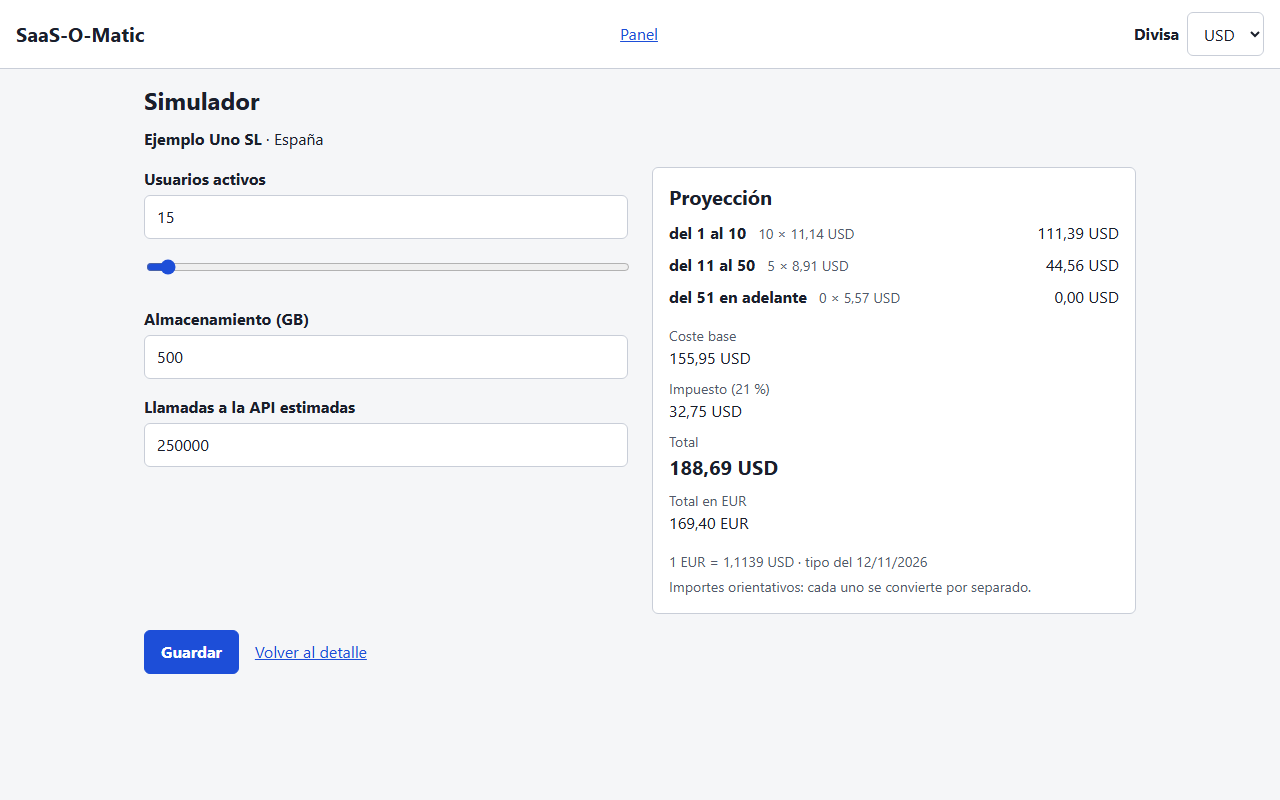 SaaS-O-Matic
Panel
Divisa
USD
Simulador
Ejemplo Uno SL · España
Usuarios activos
15
Almacenamiento (GB)
500
Llamadas a la API estimadas
250000
Proyección
del 1 al 10 10 × 11,14 USD 111,39 USD
del 11 al 50 5 × 8,91 USD 44,56 USD
del 51 en adelante 0 × 5,57 USD 0,00 USD
Coste base
155,95 USD
Impuesto (21 %)
32,75 USD
Total
188,69 USD
Total en EUR
169,40 EUR
1 EUR = 1,1139 USD · tipo del 12/11/2026
Importes orientativos: cada uno se convierte por separado.
Guardar
Volver al detalle